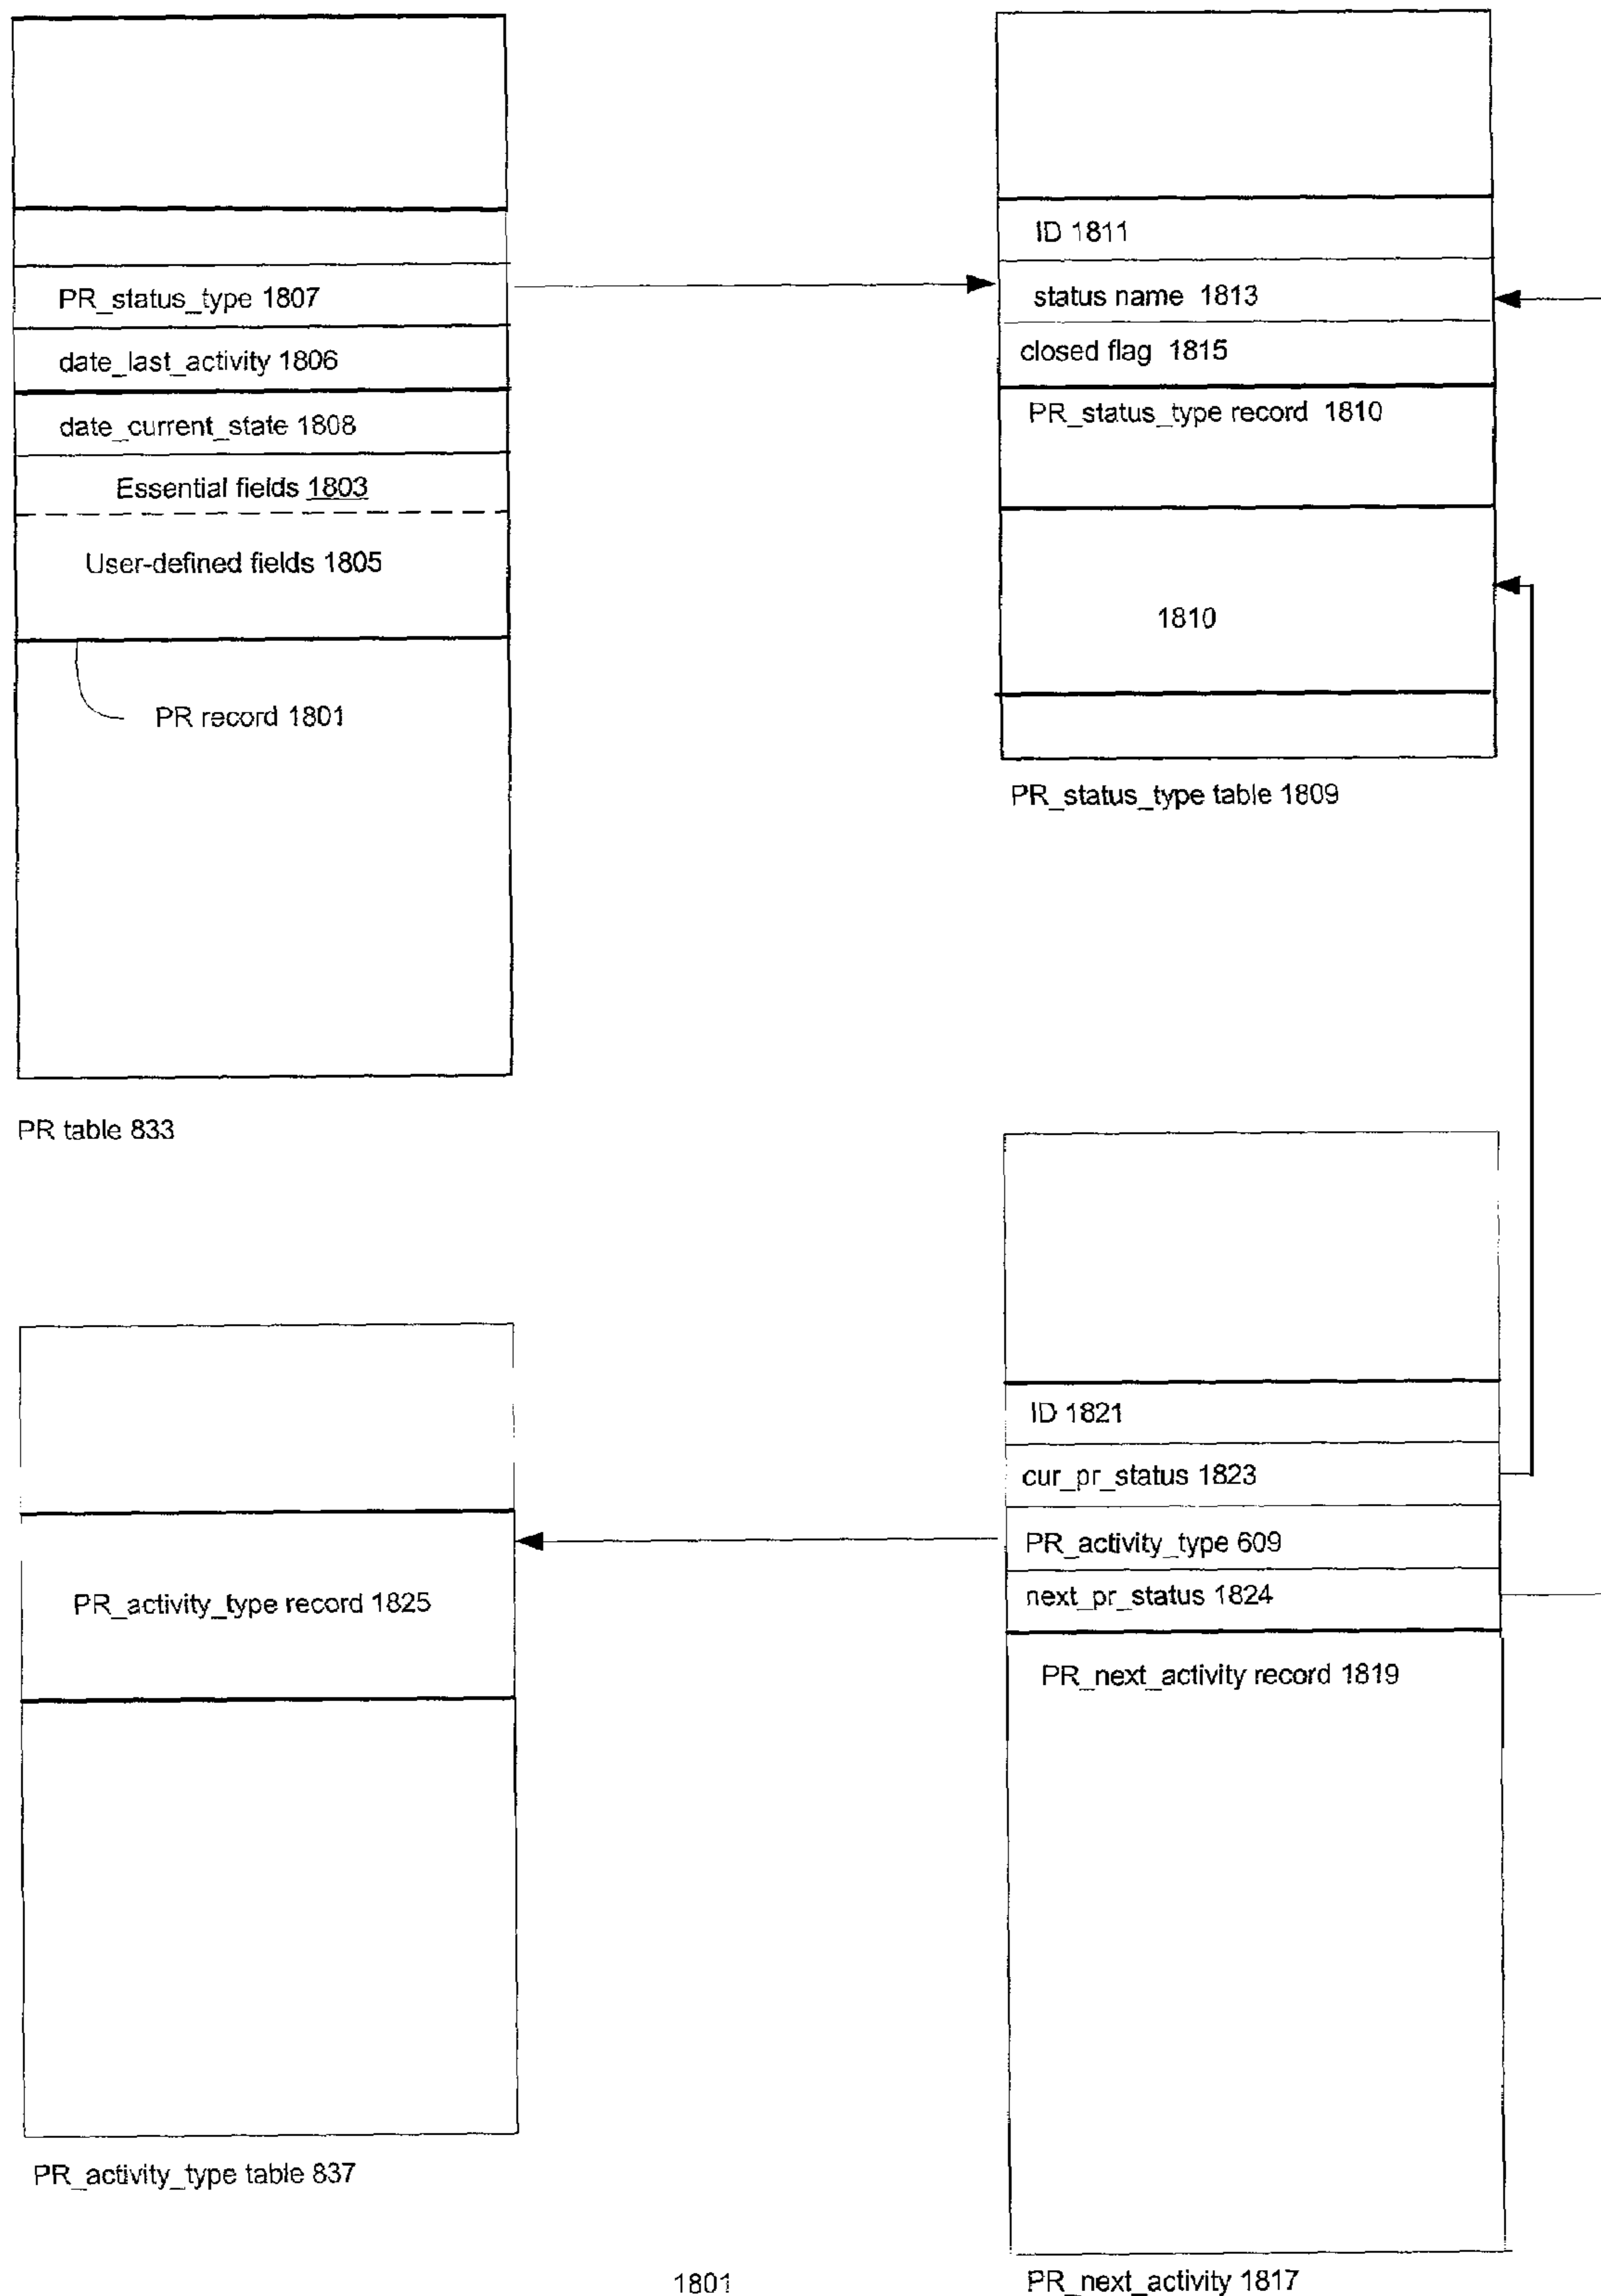 PR_status_type 1807
date_last_activity 1806
date_current_state 1808
Essential fields 1803
User-defined fields 1805
PR record 1801
PR table 833
ID 1811
status name 1813
closed flag 1815
PR_status_type record 1810
1810
PR_status_type table 1809
PR_activity_type record 1825
PR_activity_type table 837
ID 1821
cur_pr_status 1823
PR_activity_type 609
next_pr_status 1824
PR_next_activity record 1819
PR_next_activity 1817
1801